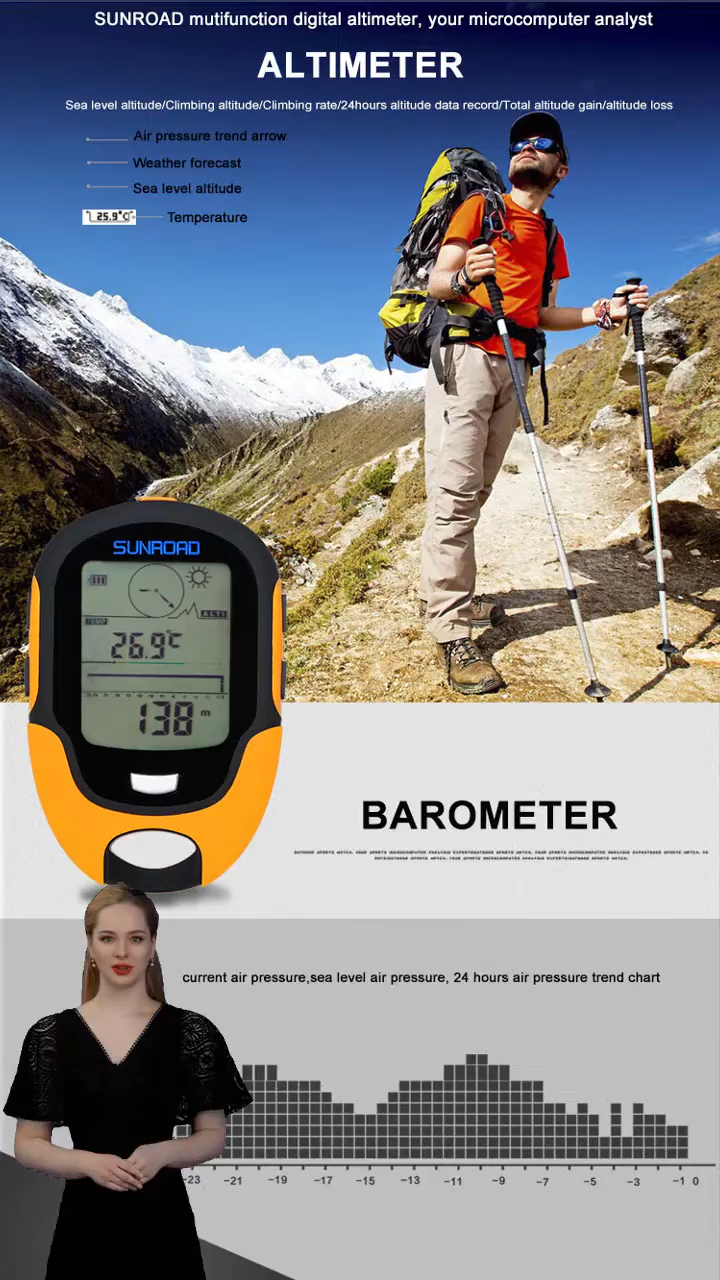 SUNROAD mutifunction digital altimeter, your microcomputer analyst
ALTIMETER
Sea level altitude/Climbing altitude/Climbing rate/24hours altitude data record/Total altitude gain/altitude loss
Air pressure trend arrow
Weather forecast
Sea level altitude
25.9°C
Temperature
SUNROAD
ALTI
TEMP
26.9°C
138 m
BAROMETER
current air pressure,sea level air pressure, 24 hours air pressure trend chart
-23 -21 -19 -17 -15 -13 -11 -9 -7 -5 -3 -1 0